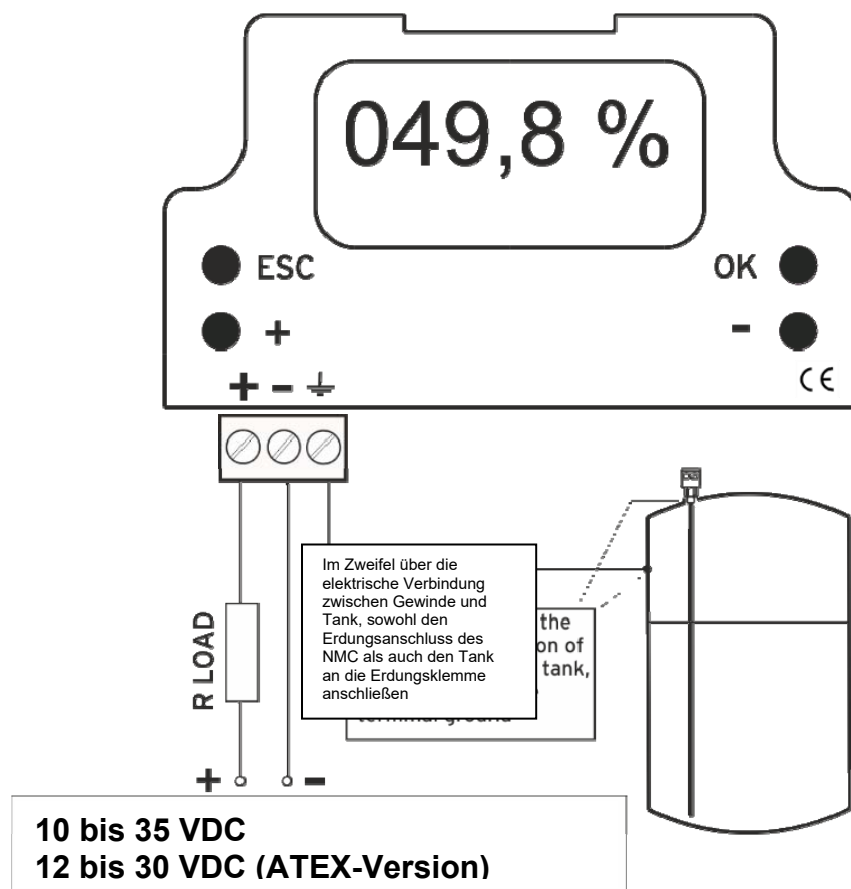 049,8 %
ESC
OK
+
-
+ - ⏚
CE
Im Zweifel über die
elektrische Verbindung
zwischen Gewinde und
Tank, sowohl den
Erdungsanschluss des
NMC als auch den Tank
an die Erdungsklemme
anschließen
the
on of
tank,
R LOAD
+ -
10 bis 35 VDC
12 bis 30 VDC (ATEX-Version)